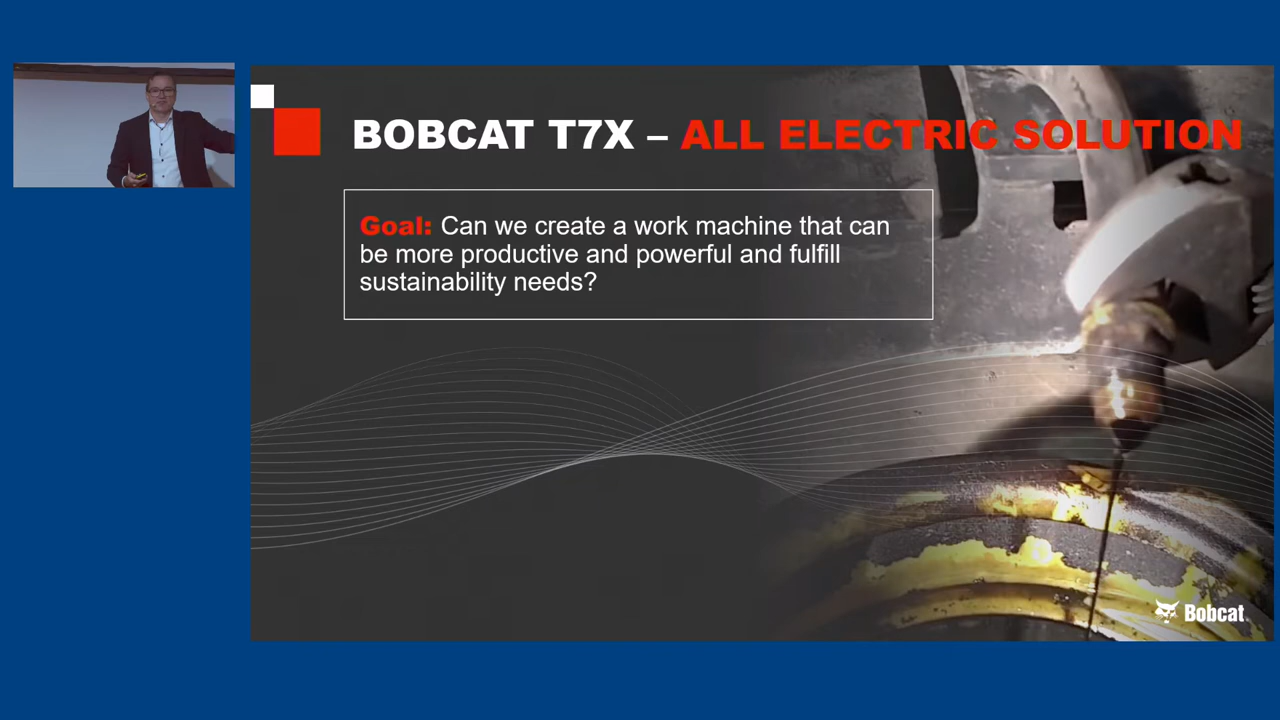 BOBCAT T7X – ALL ELECTRIC SOLUTION
Goal: Can we create a work machine that can
be more productive and powerful and fulfill
sustainability needs?
Bobcat